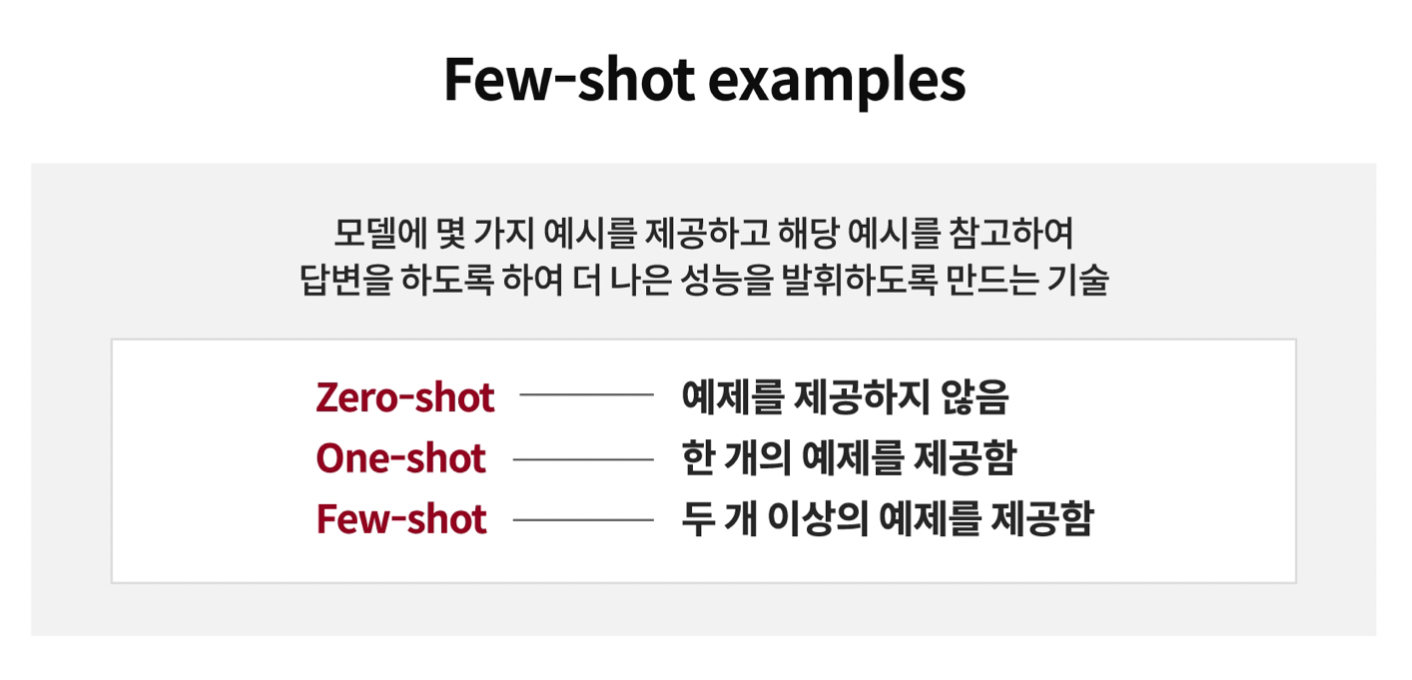 Few-shot examples
모델에 몇 가지 예시를 제공하고 해당 예시를 참고하여
답변을 하도록 하여 더 나은 성능을 발휘하도록 만드는 기술
Zero-shot 예제를 제공하지 않음
One-shot 한 개의 예제를 제공함
Few-shot 두 개 이상의 예제를 제공함